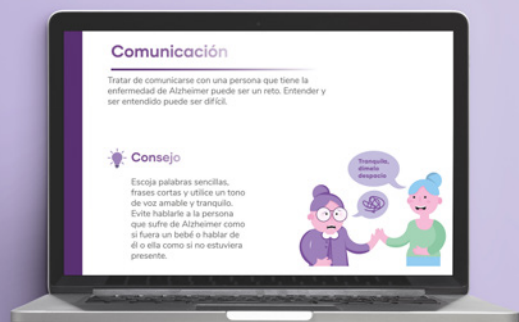 Comunicación
Tratar de comunicarse con una persona que tiene la
enfermedad de Alzheimer puede ser un reto. Entender y
ser entendido puede ser difícil.
Consejo
Escoja palabras sencillas,
frases cortas y utilice un tono
de voz amable y tranquilo.
Evite hablarle a la persona
que sufre de Alzheimer como
si fuera un bebé o hablar de
él o ella como si no estuviera
presente.
Tranquila,
dímelo
despacio